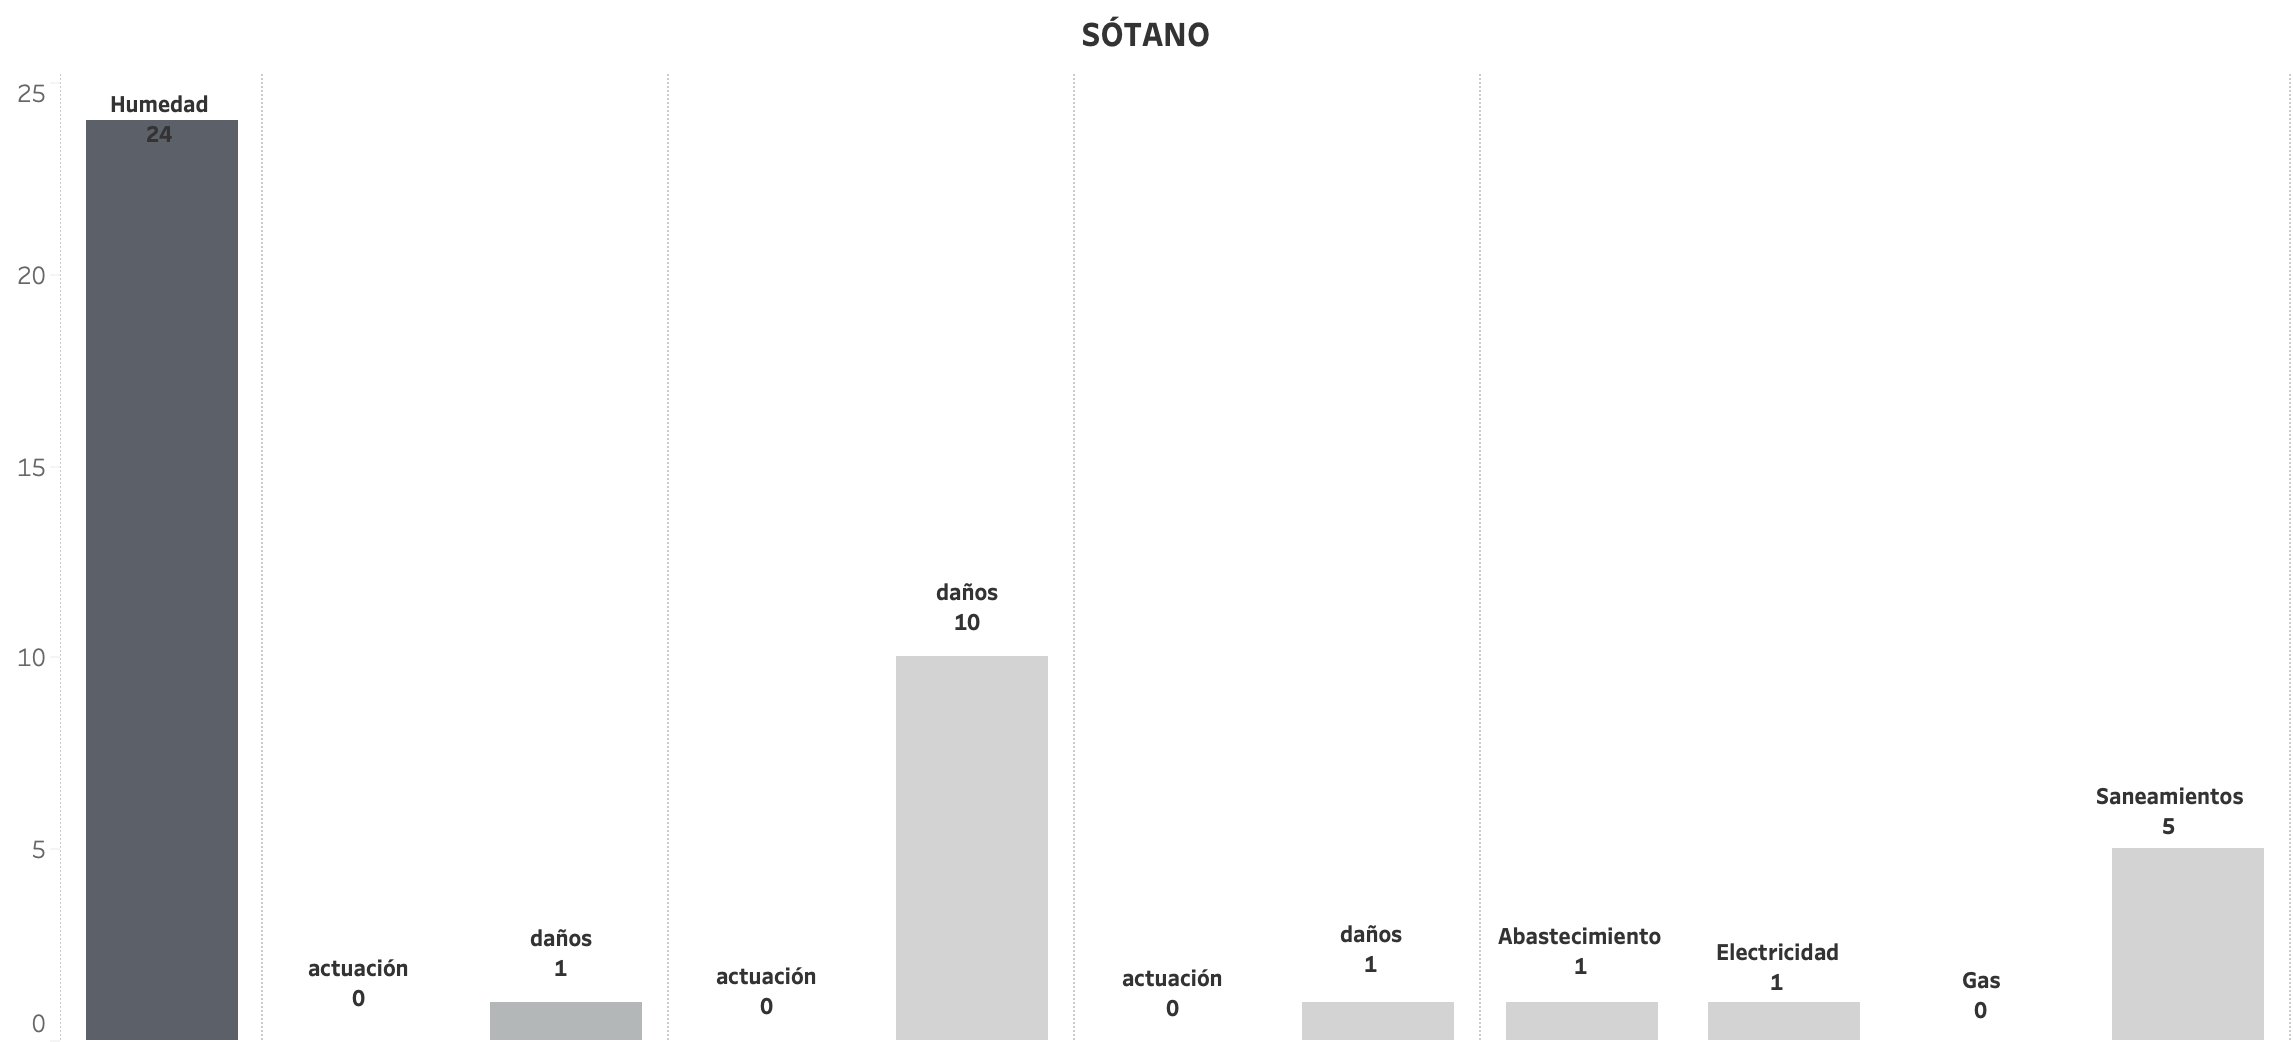 SÓTANO
25
20
15
10
5
0
Humedad
24
actuación
0
daños
1
actuación
0
daños
10
actuación
0
daños
1
Abastecimiento
1
Electricidad
1
Gas
0
Saneamientos
5